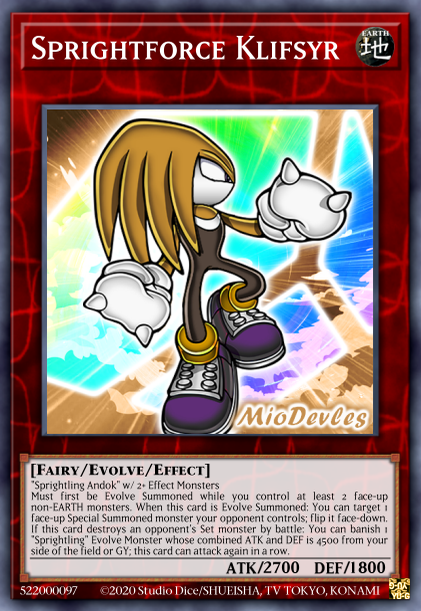 Sprightforce Klifsyr
EARTH
地
MioDevles
[Fairy/Evolve/Effect]
"Sprightling Andok" w/ 2+ Effect Monsters
Must first be Evolve Summoned while you control at least 2 face-up
non-EARTH monsters. When this card is Evolve Summoned: You can target 1
face-up Special Summoned monster your opponent controls; flip it face-down.
If this card destroys an opponent's Set monster by battle: You can banish 1
"Sprightling" Evolve Monster whose combined ATK and DEF is 4500 from your
side of the field or GY; this card can attack again in a row.
ATK/2700 DEF/1800
522000097 ©2020 Studio Dice/SHUEISHA, TV TOKYO, KONAMI